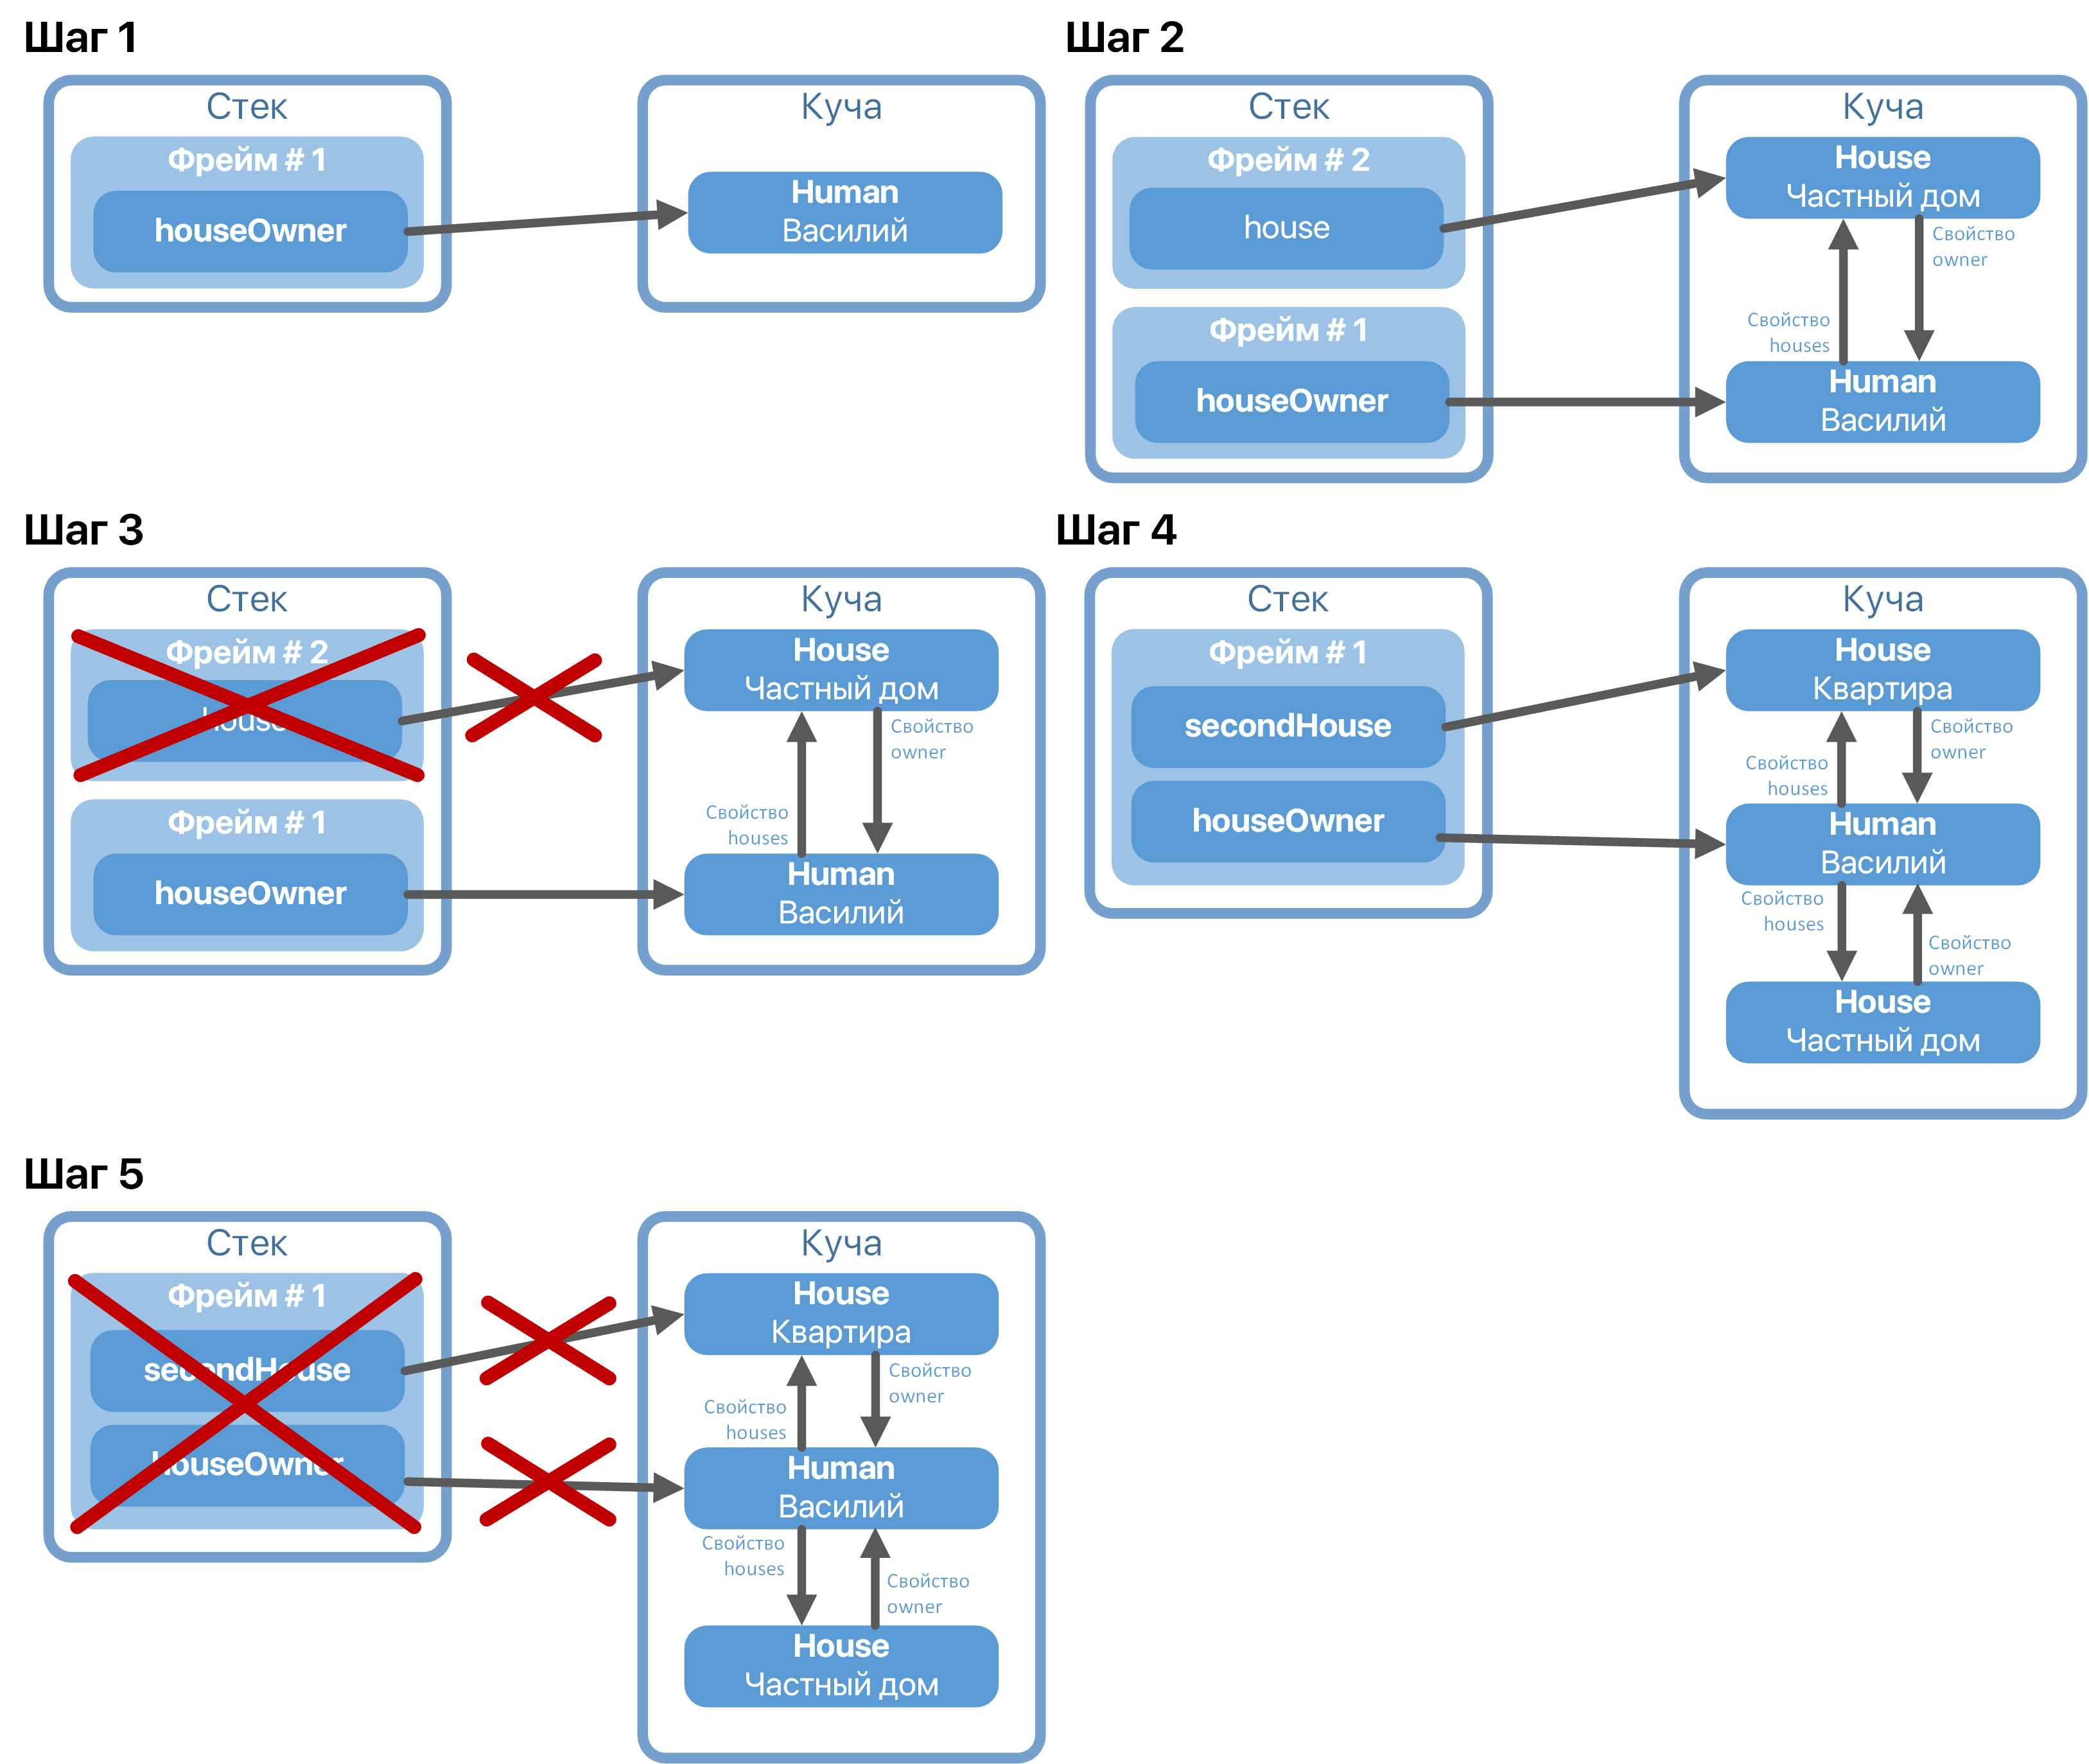 Шаг 1
Стек
Фрейм # 1
houseOwner
Куча
Human
Василий
Шаг 2
Стек
Фрейм # 2
house
Фрейм # 1
houseOwner
Куча
House
Частный дом
Свойство
owner
Свойство
houses
Human
Василий
Шаг 3
Стек
Фрейм # 2
house
Фрейм # 1
houseOwner
Куча
House
Частный дом
Свойство
owner
Свойство
houses
Human
Василий
Шаг 4
Стек
Фрейм # 1
secondHouse
houseOwner
Куча
House
Квартира
Свойство
owner
Свойство
houses
Human
Василий
Свойство
houses
Свойство
owner
House
Частный дом
Шаг 5
Стек
Фрейм # 1
secondHouse
houseOwner
Куча
House
Квартира
Свойство
owner
Свойство
houses
Human
Василий
Свойство
houses
Свойство
owner
House
Частный дом